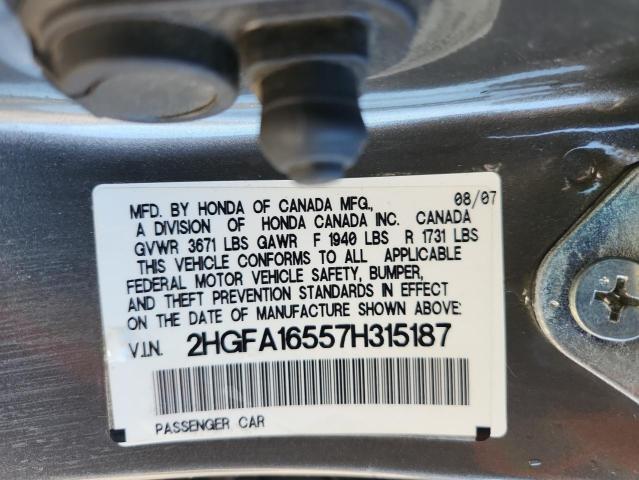 MFD. BY HONDA OF CANADA MFG., 08/07
A DIVISION OF HONDA CANADA INC. CANADA
GVWR 3671 LBS GAWR F 1940 LBS R 1731 LBS
THIS VEHICLE CONFORMS TO ALL APPLICABLE
FEDERAL MOTOR VEHICLE SAFETY, BUMPER,
AND THEFT PREVENTION STANDARDS IN EFFECT
ON THE DATE OF MANUFACTURE SHOWN ABOVE:
V.I.N. 2HGFA16557H315187
PASSENGER CAR